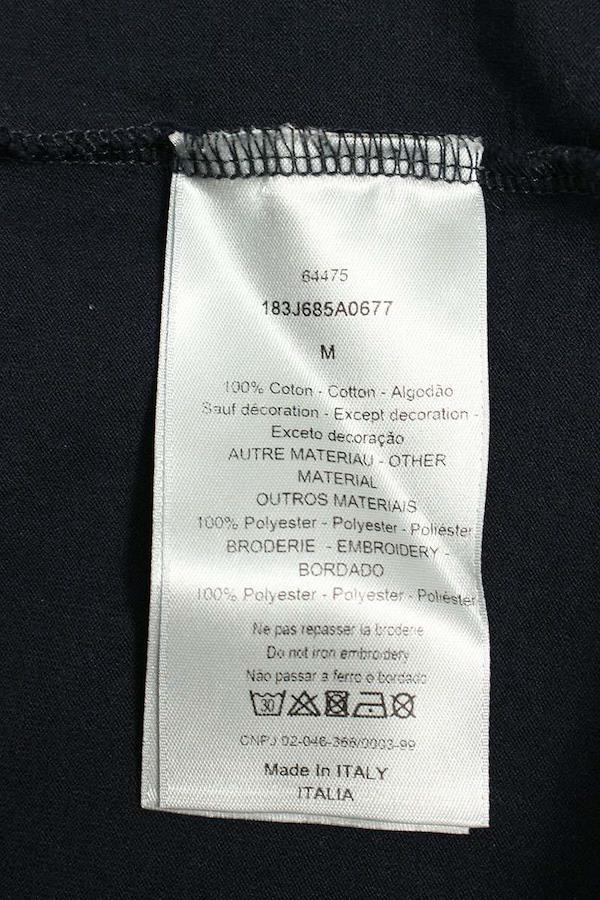 64475
183J685A0677
M
100% Coton - Cotton - Algodão
Sauf décoration - Except decoration -
Exceto decoração
AUTRE MATERIAU - OTHER
MATERIAL
OUTROS MATERIAIS
100% Polyester - Polyester - Poliéster
BRODERIE - EMBROIDERY -
BORDADO
100% Polyester - Polyester - Poliéster
Ne pas repasser la broderie
Do not iron embroidery
Não passar a ferro o bordado
30
CNPJ 02-046-366/0003-99
Made In ITALY
ITALIA